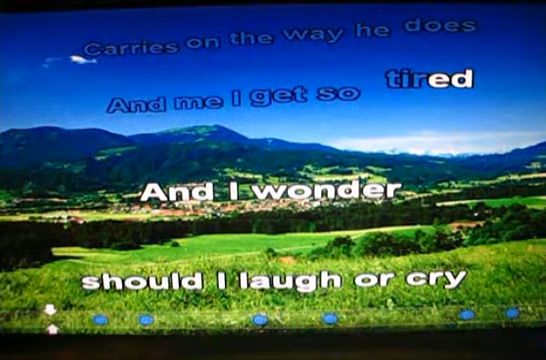 Carries on the way he does
And me I get so tired
And I wonder
should I laugh or cry